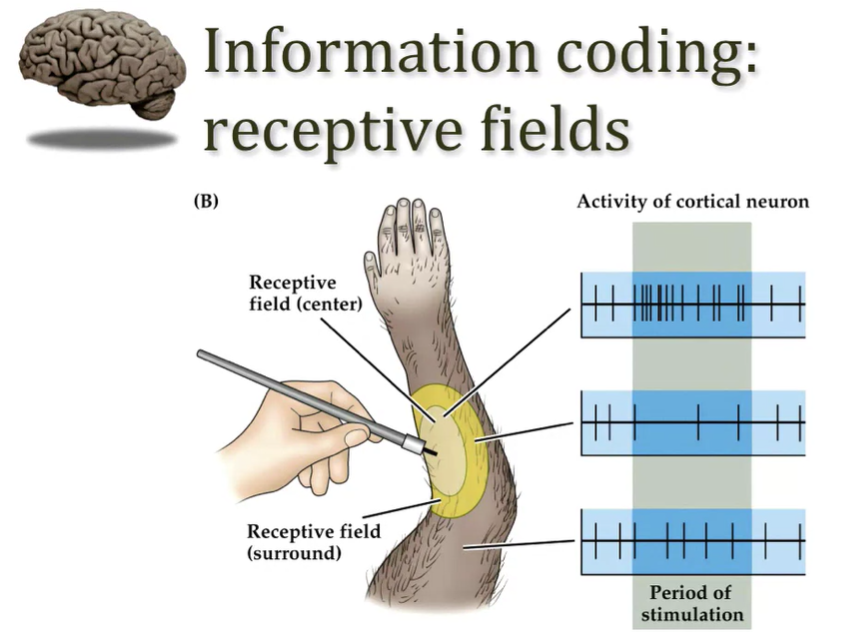 Information coding:
receptive fields
(B)
Activity of cortical neuron
Receptive
field (center)
Receptive field
(surround)
Period of
stimulation